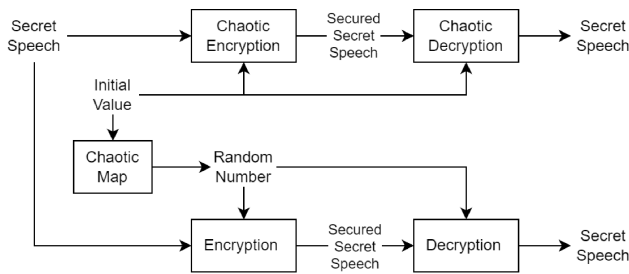 Secret
Speech
Chaotic
Encryption
Secured
Secret
Speech
Chaotic
Decryption
Secret
Speech
Initial
Value
Chaotic
Map
Random
Number
Encryption
Secured
Secret
Speech
Decryption
Secret
Speech